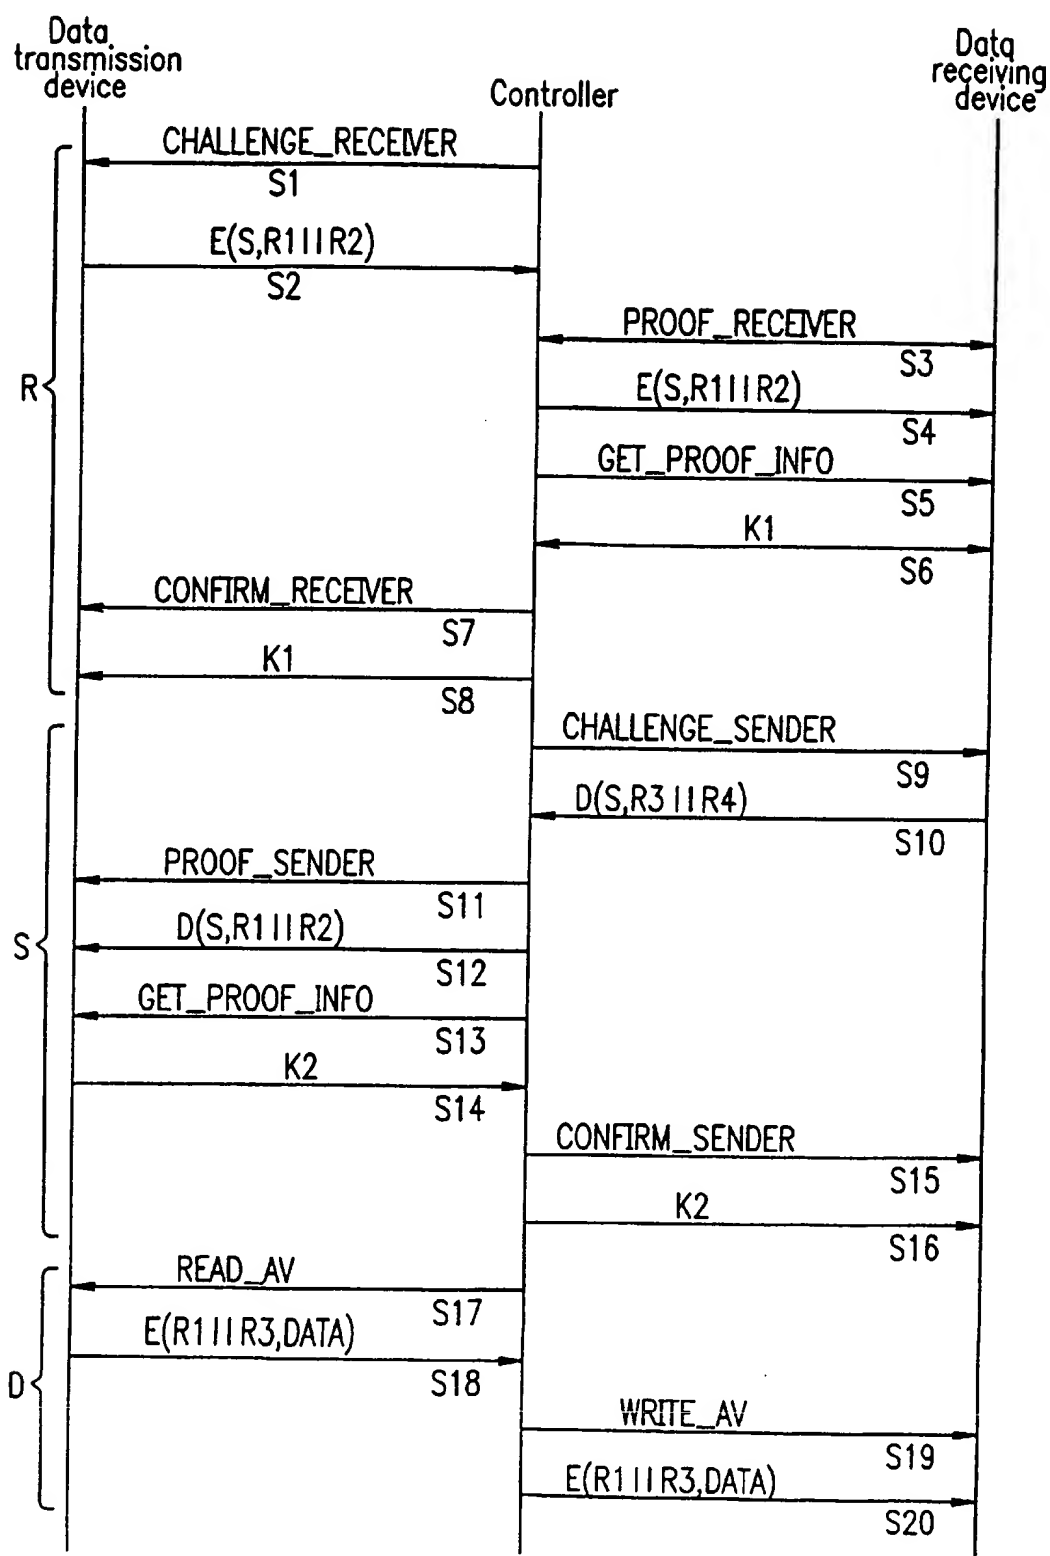 Data
transmission
device
Controller
Data
receiving
device
CHALLENGE_RECEIVER
S1
E(S,R1||R2)
S2
PROOF_RECEIVER
S3
R
E(S,R1||R2)
S4
GET_PROOF_INFO
S5
K1
S6
CONFIRM_RECEIVER
S7
K1
S8
CHALLENGE_SENDER
S9
D(S,R3||R4)
S10
PROOF_SENDER
S11
S
D(S,R1||R2)
S12
GET_PROOF_INFO
S13
K2
S14
CONFIRM_SENDER
S15
K2
S16
READ_AV
S17
E(R1||R3,DATA)
S18
D
WRITE_AV
S19
E(R1||R3,DATA)
S20